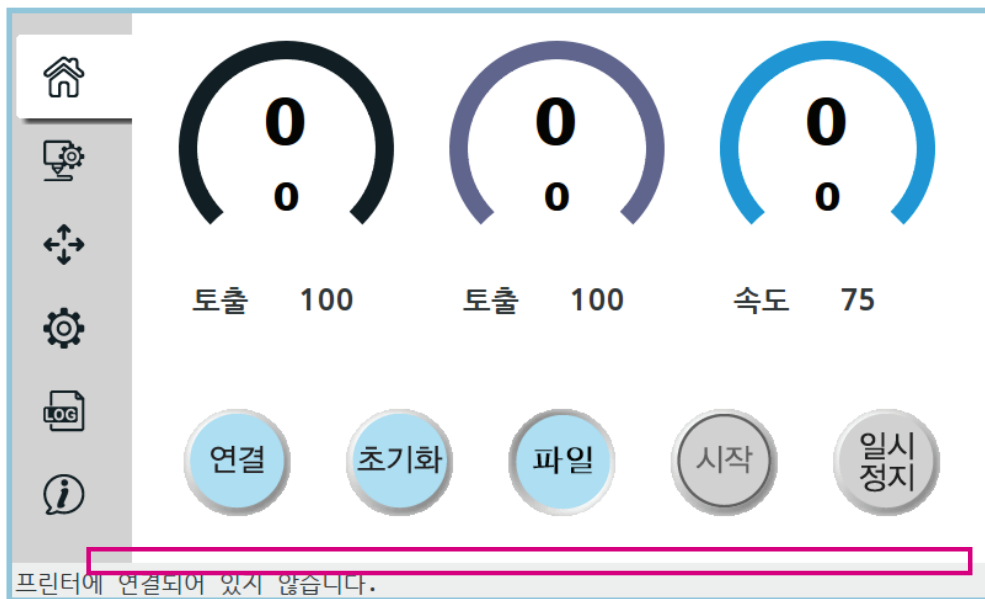 0 0 0
0 0 0
토출 100 토출 100 속도 75
LOG
연결 초기화 파일 시작 일시
정지
프린터에 연결되어 있지 않습니다.